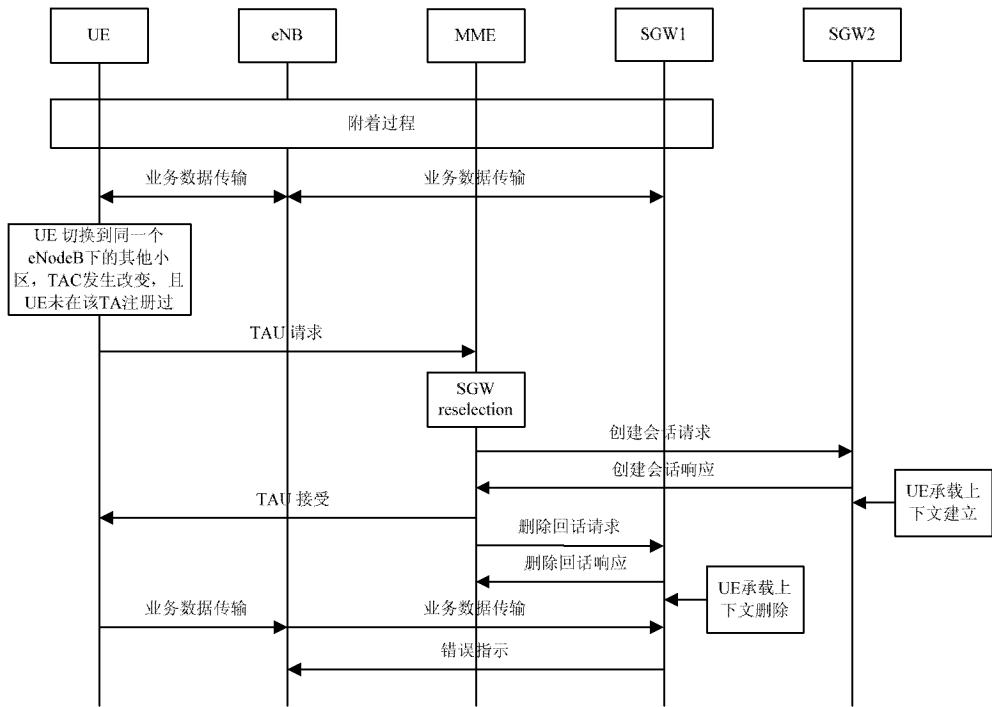 UE
eNB
MME
SGW1
SGW2
附着过程
业务数据传输
业务数据传输
UE 切换到同一个
eNodeB下的其他小
区，TAC发生改变，且
UE未在该TA注册过
TAU 请求
SGW
reselection
创建会话请求
创建会话响应
UE承载上
下文建立
TAU 接受
删除回话请求
删除回话响应
UE承载上
下文删除
业务数据传输
业务数据传输
错误指示